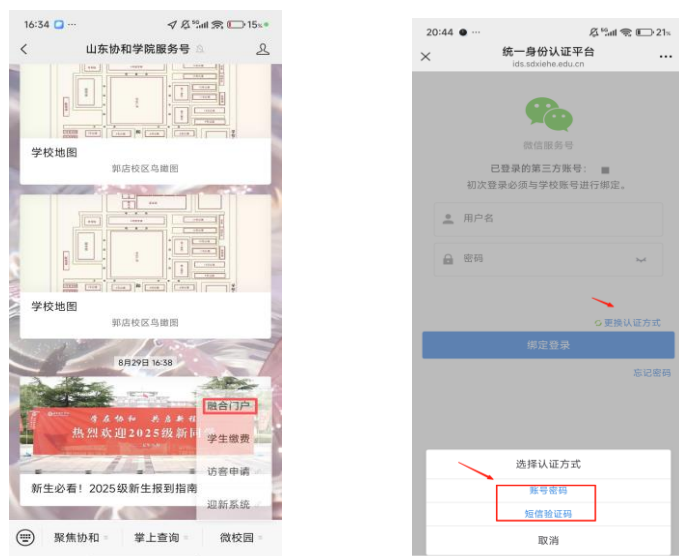 16:34
15%
山东协和学院服务号
学校地图
郭店校区鸟瞰图
学校地图
郭店校区鸟瞰图
8月29日 16:38
热烈欢迎2025级新同
融合门户
学生缴费
访客申请
迎新系统
新生必看！2025级新生报到指南
聚焦协和
掌上查询
微校园
20:44
21%
统一身份认证平台
ids.sdxiehe.edu.cn
微信服务号
已登录的第三方账号：
初次登录必须与学校账号进行绑定。
用户名
密码
更换认证方式
绑定登录
忘记密码
选择认证方式
账号密码
短信验证码
取消